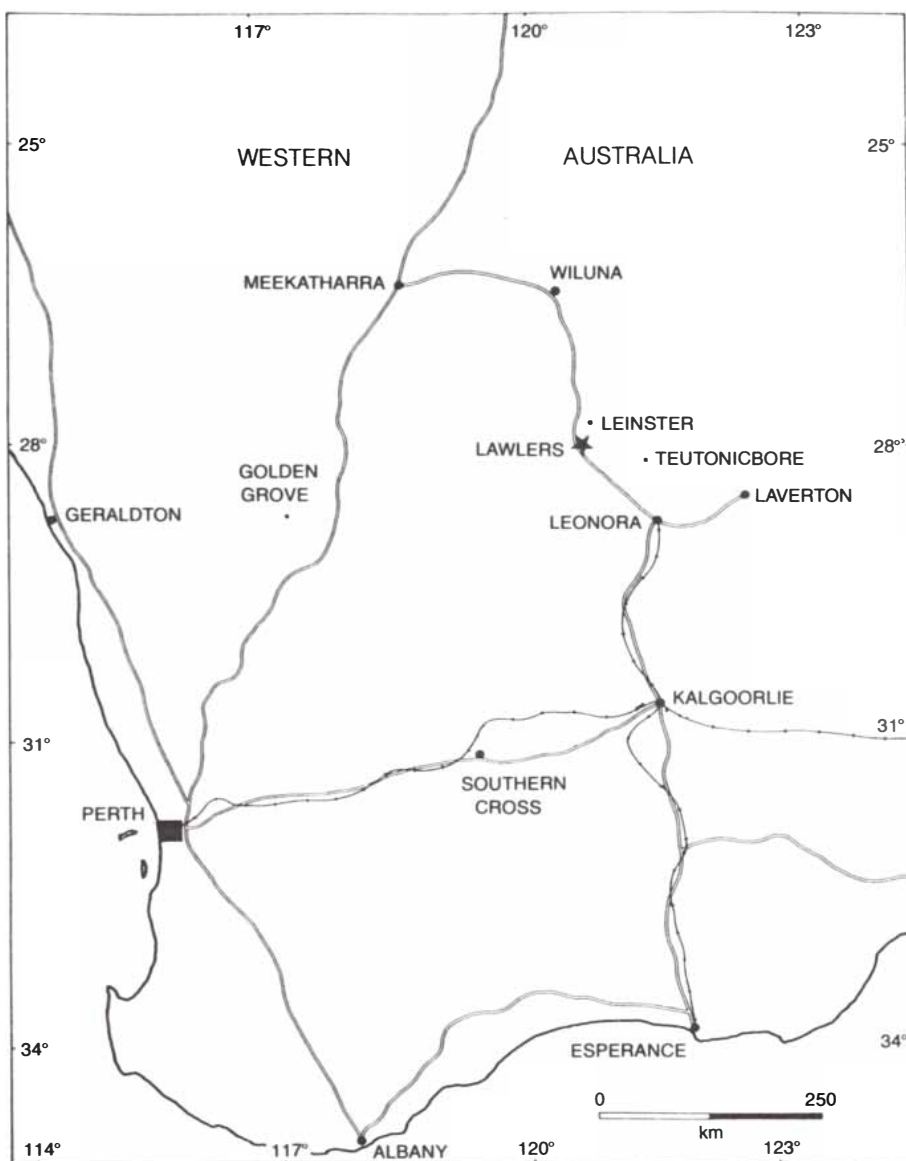 117°
120°
123°
25°
WESTERN
AUSTRALIA
25°
MEEKATHARRA
WILUNA
LEINSTER
28°
LAWLERS
28°
TEUTONICBORE
GOLDEN
GROVE
LAVERTON
GERALDTON
LEONORA
KALGOORLIE
31°
31°
SOUTHERN
CROSS
PERTH
34°
ESPERANCE
34°
0
250
km
114°
117°
ALBANY
120°
123°